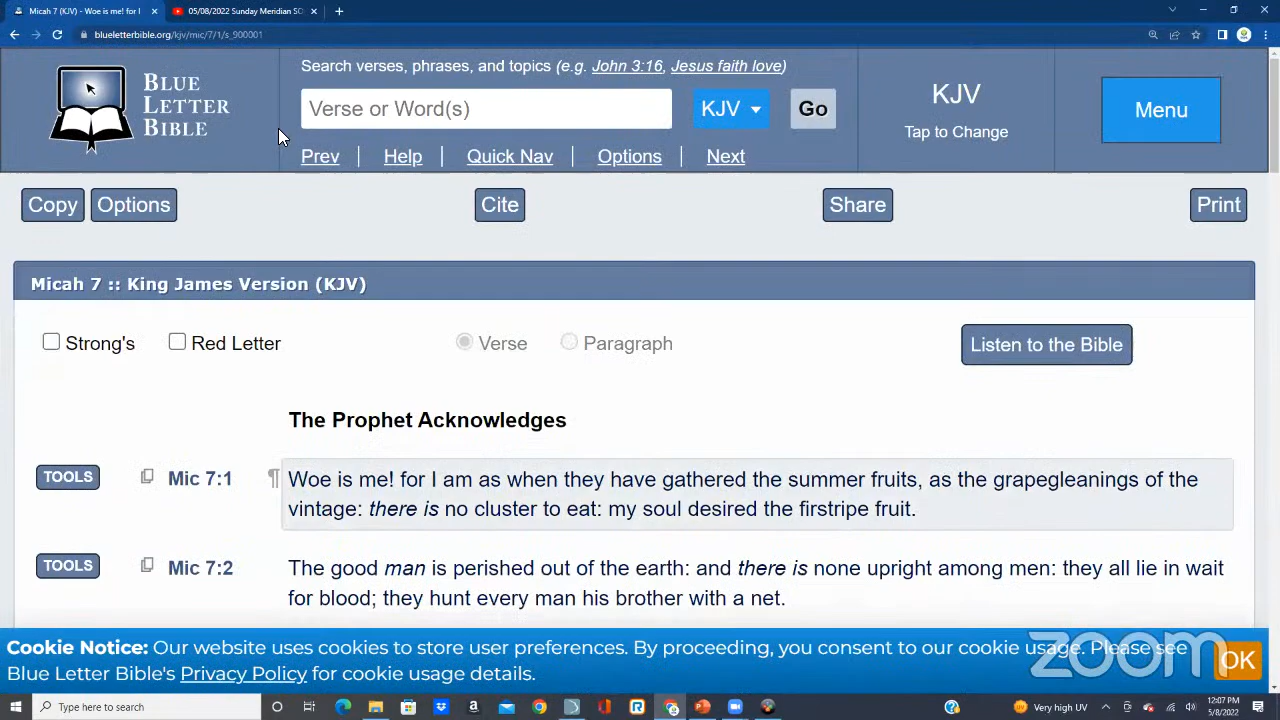 Micah 7 (KJV) - Woe is me! for I
05/08/2022 Sunday Meridian SO
blueletterbible.org/kjv/mic/7/1/s_900001
Search verses, phrases, and topics (e.g. John 3:16, Jesus faith love)
BLUE
LETTER
BIBLE
Verse or Word(s)
KJV
Go
KJV
Tap to Change
Menu
Prev
Help
Quick Nav
Options
Next
Copy
Options
Cite
Share
Print
Micah 7 :: King James Version (KJV)
Strong's
Red Letter
Verse
Paragraph
Listen to the Bible
The Prophet Acknowledges
TOOLS
Mic 7:1
¶
Woe is me! for I am as when they have gathered the summer fruits, as the grapegleanings of the
vintage: there is no cluster to eat: my soul desired the firstripe fruit.
TOOLS
Mic 7:2
The good man is perished out of the earth: and there is none upright among men: they all lie in wait
for blood; they hunt every man his brother with a net.
Cookie Notice: Our website uses cookies to store user preferences. By proceeding, you consent to our cookie usage. Please see
Blue Letter Bible's Privacy Policy for cookie usage details.
OK
zoom
Type here to search
Very high UV
12:07 PM
5/8/2022